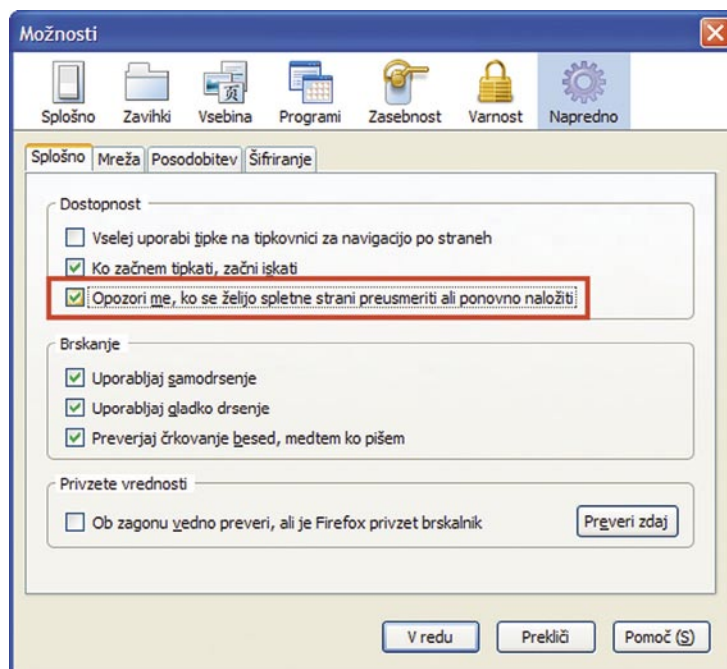 Možnosti
Splošno Zavihki Vsebina Programi Zasebnost Varnost Napredno
Splošno Mreža Posodobitev Šifriranje
Dostopnost
Vselej uporabi tipke na tipkovnici za navigacijo po straneh
Ko začnem tipkati, začni iskati
Opozori me, ko se želijo spletne strani preusmeriti ali ponovno naložiti
Brskanje
Uporabljaj samodrsenje
Uporabljaj gladko drsenje
Preverjaj črkovanje besed, medtem ko pišem
Privzete vrednosti
Ob zagonu vedno preveri, ali je Firefox privzet brskalnik
Preveri zdaj
V redu Prekliči Pomoč (S)